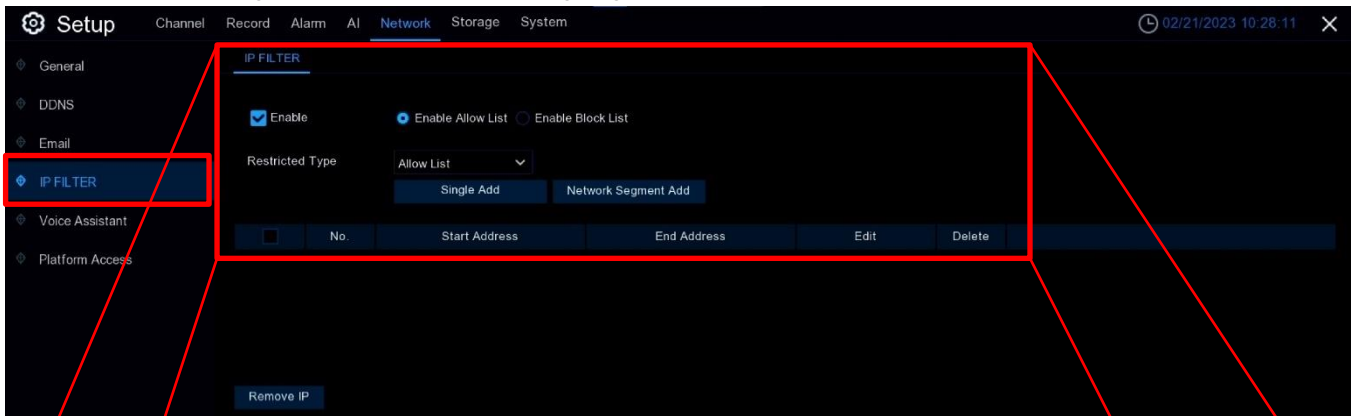 Setup Channel Record Alarm AI Network Storage System 02/21/2023 10:28:11
General
DDNS
Email
IP FILTER
Voice Assistant
Platform Access
IP FILTER
Enable Enable Allow List Enable Block List
Restricted Type Allow List
Single Add Network Segment Add
No. Start Address End Address Edit Delete
Remove IP